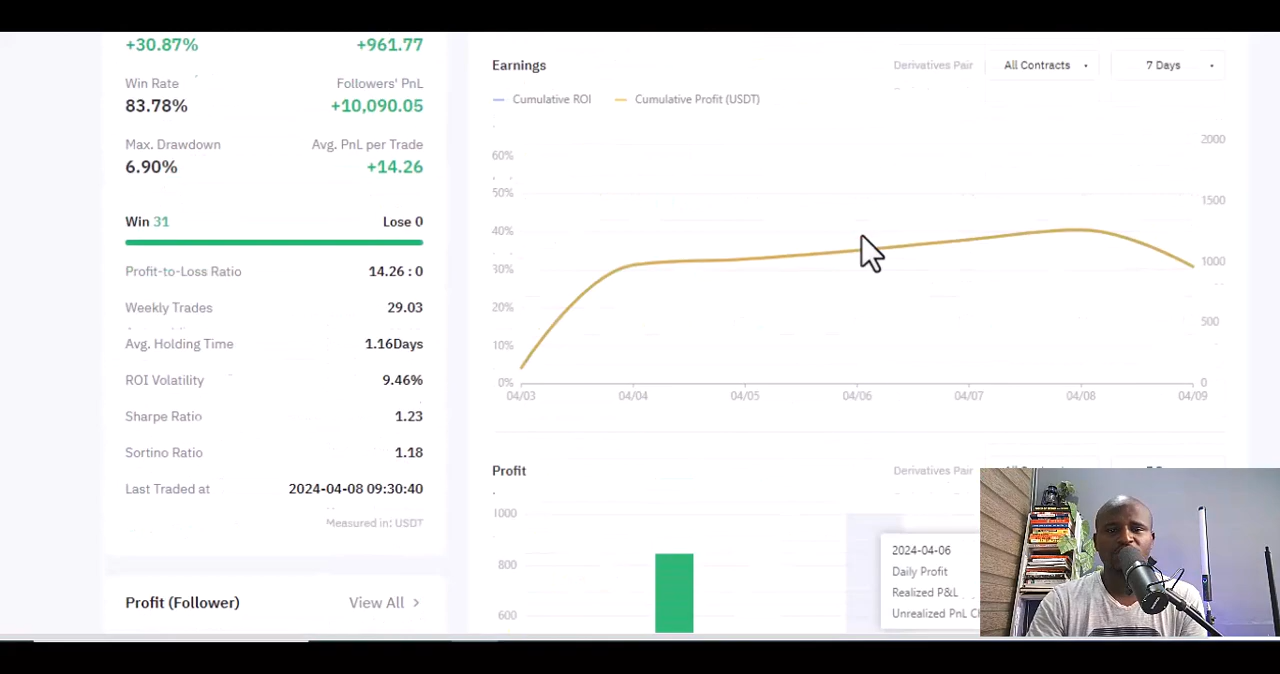 +30.87% +961.77
Win Rate Followers' PnL
83.78% +10,090.05
Max. Drawdown Avg. PnL per Trade
6.90% +14.26
Win 31 Lose 0
Profit-to-Loss Ratio 14.26 : 0
Weekly Trades 29.03
Avg. Holding Time 1.16Days
ROI Volatility 9.46%
Sharpe Ratio 1.23
Sortino Ratio 1.18
Last Traded at 2024-04-08 09:30:40
Measured in: USDT
Profit (Follower) View All
Earnings Derivatives Pair All Contracts 7 Days
Cumulative ROI Cumulative Profit (USDT)
2000
60%
50% 1500
40%
30% 1000
20%
500
10%
0% 0
04/03 04/04 04/05 04/06 04/07 04/08 04/09
Profit Derivatives Pair
1000
800
600
2024-04-06
Daily Profit
Realized P&L
Unrealized PnL